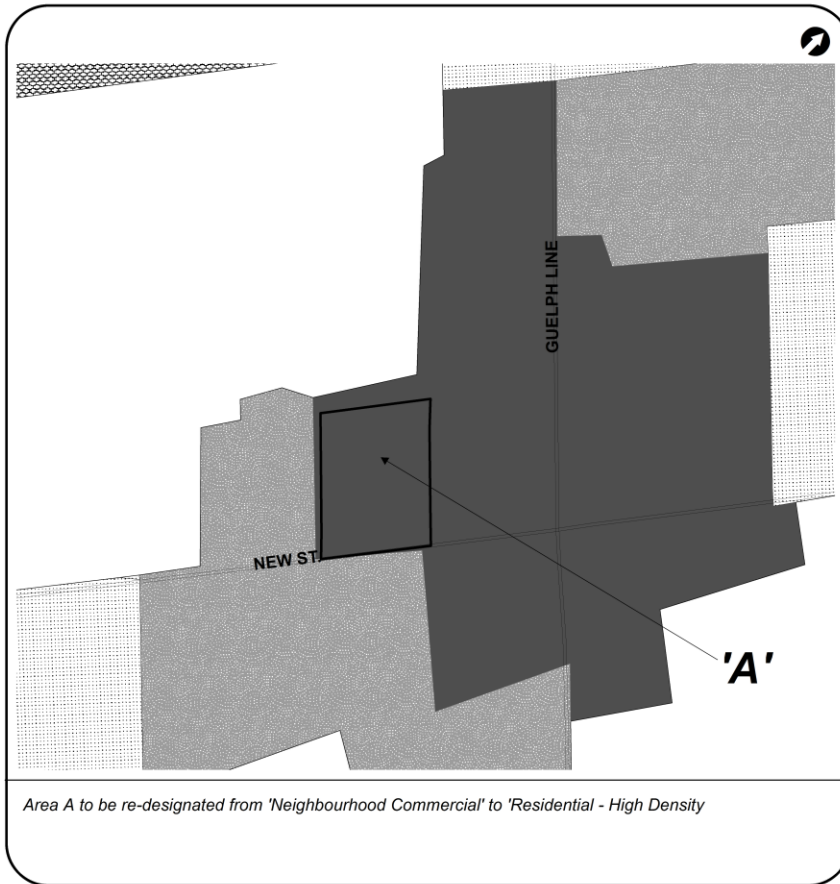 GUELPH LINE
NEW ST.
'A'
Area A to be re-designated from 'Neighbourhood Commercial' to 'Residential - High Density